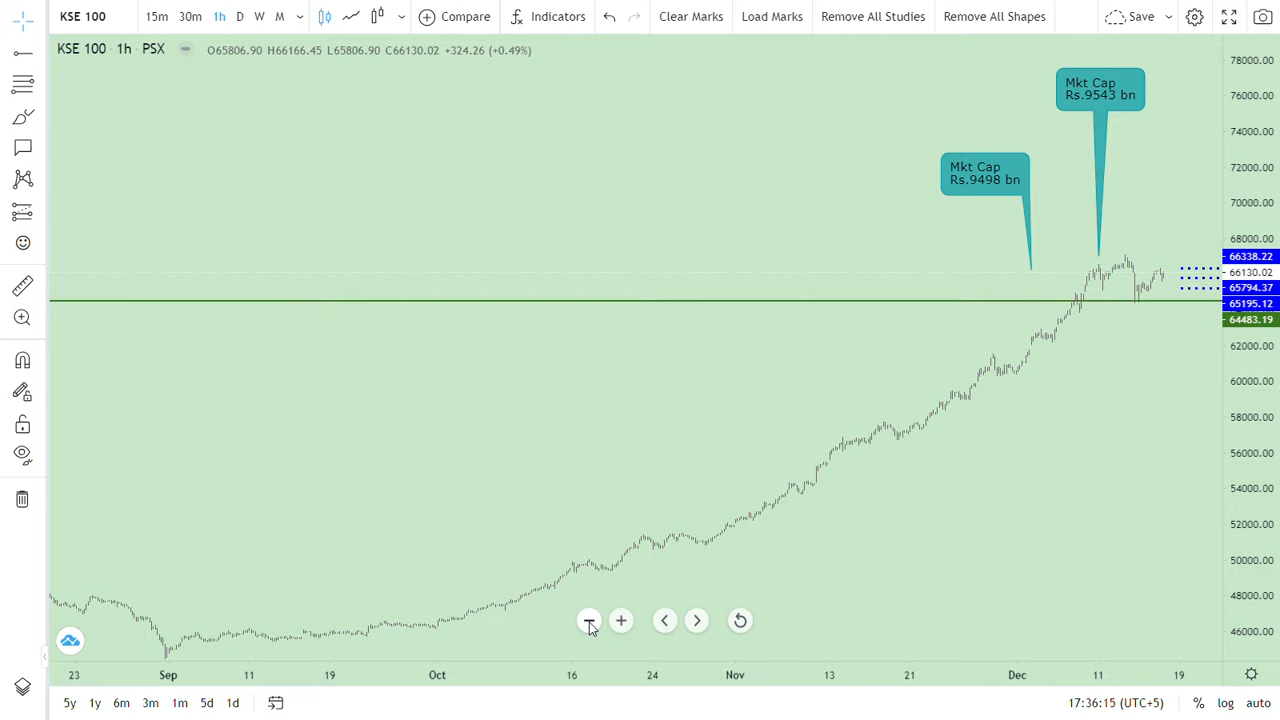 KSE 100 15m 30m 1h D W M Compare Indicators Clear Marks Load Marks Remove All Studies Remove All Shapes Save
KSE 100 1h PSX O65806.90 H66166.45 L65806.90 C66130.02 +324.26 (+0.49%)
78000.00
Mkt Cap
Rs.9543 bn
76000.00
74000.00
Mkt Cap
Rs.9498 bn
72000.00
70000.00
68000.00
66338.22
66130.02
65794.37
65195.12
64483.19
62000.00
60000.00
58000.00
56000.00
54000.00
52000.00
50000.00
48000.00
46000.00
23 Sep 11 19 Oct 16 24 Nov 13 21 Dec 11 19
5y 1y 6m 3m 1m 5d 1d 17:36:15 (UTC+5) % log auto